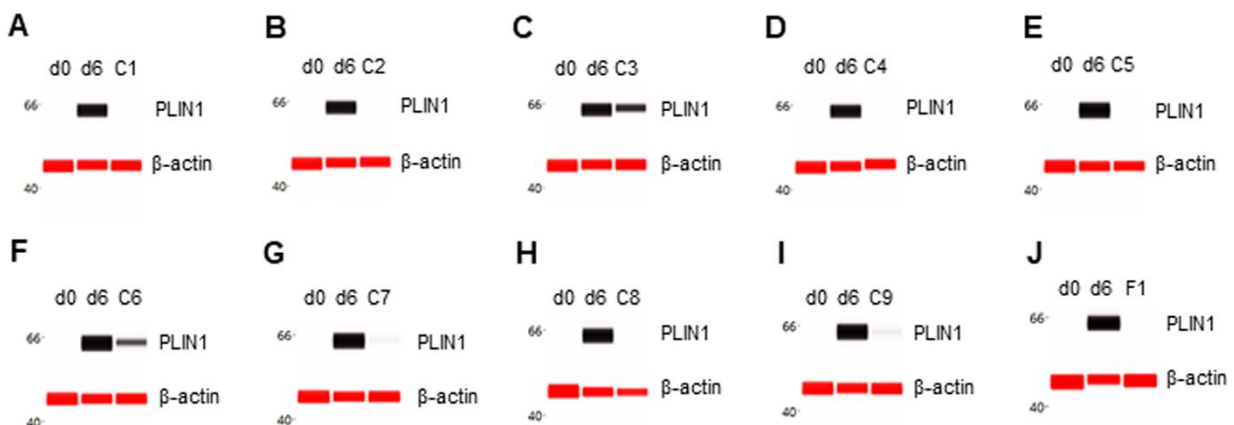 A B C D E
d0 d6 C1 d0 d6 C2 d0 d6 C3 d0 d6 C4 d0 d6 C5
66- PLIN1 66- PLIN1 66- PLIN1 66- PLIN1 66- PLIN1
β-actin β-actin β-actin β-actin β-actin
40- 40- 40- 40- 40-
F G H I J
d0 d6 C6 d0 d6 C7 d0 d6 C8 d0 d6 C9 d0 d6 F1
66- PLIN1 66- PLIN1 66- PLIN1 66- PLIN1 66- PLIN1
β-actin β-actin β-actin β-actin β-actin
40- 40- 40- 40- 40-